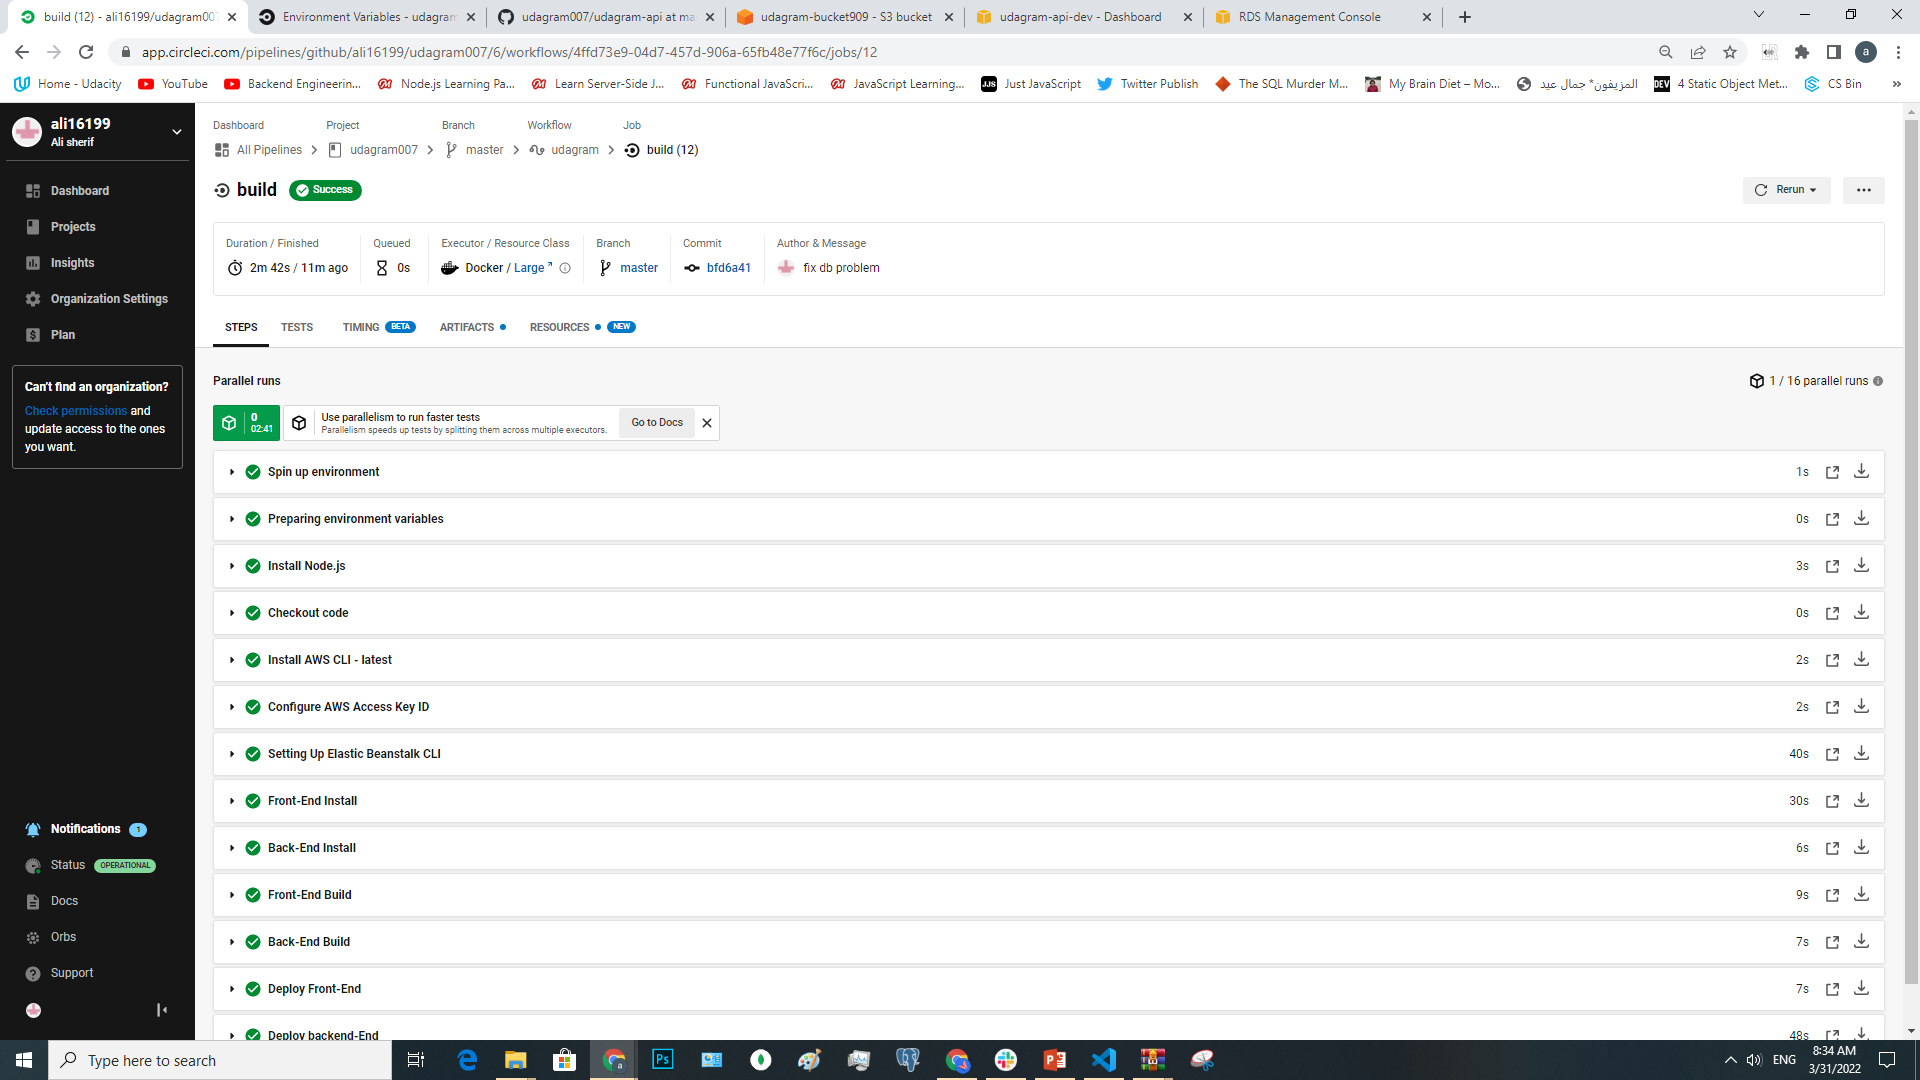 build (12) - ali16199/udagram007
Environment Variables - udagram
udagram007/udagram-api at ma
udagram-bucket909 - S3 bucket
udagram-api-dev - Dashboard
RDS Management Console
app.circleci.com/pipelines/github/ali16199/udagram007/6/workflows/4ffd73e9-04d7-457d-906a-65fb48e77f6c/jobs/12
a
Home - Udacity
YouTube
Backend Engineerin...
Node.js Learning Pa...
Learn Server-Side J...
Functional JavaScri...
JavaScript Learning...
JJS Just JavaScript
Twitter Publish
The SQL Murder M...
My Brain Diet – Mo...
المزيفون* جمال عيد
DEV 4 Static Object Met...
CS Bin
ali16199
Ali sherif
Dashboard
Projects
Insights
Organization Settings
Plan
Can't find an organization?
Check permissions and
update access to the ones
you want.
Notifications 1
Status OPERATIONAL
Docs
Orbs
Support
Dashboard Project Branch Workflow Job
All Pipelines udagram007 master udagram build (12)
build Success
Rerun
Duration / Finished
2m 42s / 11m ago
Queued
0s
Executor / Resource Class
Docker / Large
Branch
master
Commit
bfd6a41
Author & Message
fix db problem
STEPS TESTS TIMING BETA ARTIFACTS RESOURCES NEW
Parallel runs
1 / 16 parallel runs
0
02:41
Use parallelism to run faster tests
Parallelism speeds up tests by splitting them across multiple executors.
Go to Docs
Spin up environment 1s
Preparing environment variables 0s
Install Node.js 3s
Checkout code 0s
Install AWS CLI - latest 2s
Configure AWS Access Key ID 2s
Setting Up Elastic Beanstalk CLI 40s
Front-End Install 30s
Back-End Install 6s
Front-End Build 9s
Back-End Build 7s
Deploy Front-End 7s
Deploy backend-End 48s
Type here to search
Ps
ENG
8:34 AM
3/31/2022